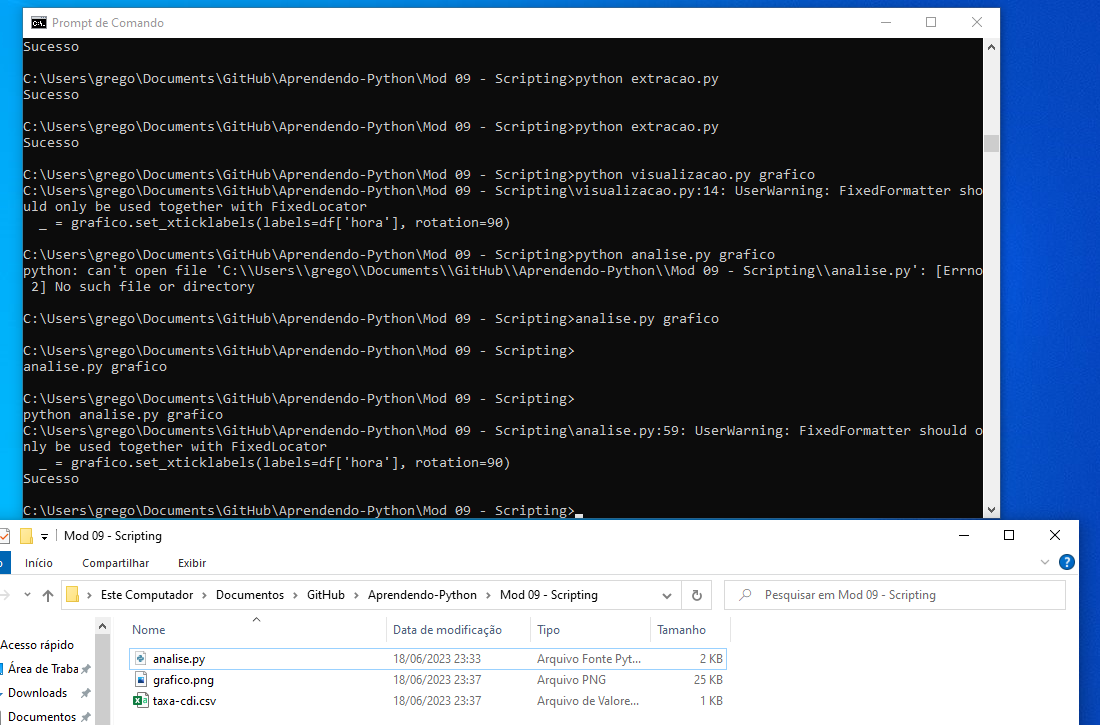 Prompt de Comando
Sucesso
C:\Users\grego\Documents\GitHub\Aprendendo-Python\Mod 09 - Scripting>python extracao.py
Sucesso
C:\Users\grego\Documents\GitHub\Aprendendo-Python\Mod 09 - Scripting>python extracao.py
Sucesso
C:\Users\grego\Documents\GitHub\Aprendendo-Python\Mod 09 - Scripting>python visualizacao.py grafico
C:\Users\grego\Documents\GitHub\Aprendendo-Python\Mod 09 - Scripting\visualizacao.py:14: UserWarning: FixedFormatter sho
uld only be used together with FixedLocator
  _ = grafico.set_xticklabels(labels=df['hora'], rotation=90)
C:\Users\grego\Documents\GitHub\Aprendendo-Python\Mod 09 - Scripting>python analise.py grafico
python: can't open file 'C:\\Users\\grego\\Documents\\GitHub\\Aprendendo-Python\\Mod 09 - Scripting\\analise.py': [Errno
 2] No such file or directory
C:\Users\grego\Documents\GitHub\Aprendendo-Python\Mod 09 - Scripting>analise.py grafico
C:\Users\grego\Documents\GitHub\Aprendendo-Python\Mod 09 - Scripting>
analise.py grafico
C:\Users\grego\Documents\GitHub\Aprendendo-Python\Mod 09 - Scripting>
python analise.py grafico
C:\Users\grego\Documents\GitHub\Aprendendo-Python\Mod 09 - Scripting\analise.py:59: UserWarning: FixedFormatter should o
nly be used together with FixedLocator
  _ = grafico.set_xticklabels(labels=df['hora'], rotation=90)
Sucesso
C:\Users\grego\Documents\GitHub\Aprendendo-Python\Mod 09 - Scripting>
Mod 09 - Scripting
Início Compartilhar Exibir
Este Computador > Documentos > GitHub > Aprendendo-Python > Mod 09 - Scripting
Pesquisar em Mod 09 - Scripting
Nome Data de modificação Tipo Tamanho
Acesso rápido
Área de Traba
Downloads
Documentos
analise.py 18/06/2023 23:33 Arquivo Fonte Pyt... 2 KB
grafico.png 18/06/2023 23:37 Arquivo PNG 25 KB
taxa-cdi.csv 18/06/2023 23:37 Arquivo de Valore... 1 KB